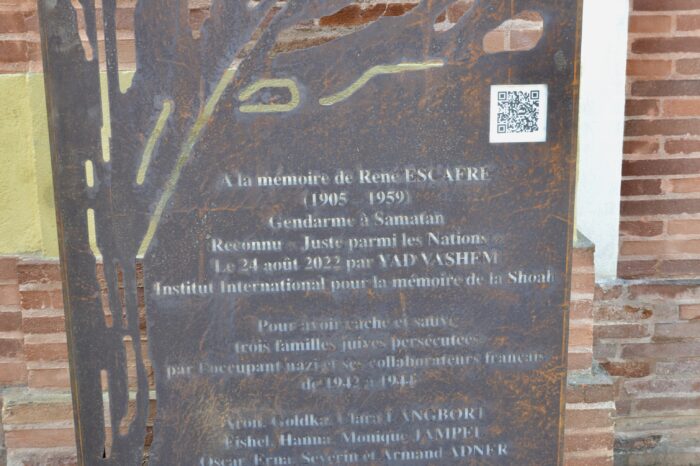 A la mémoire de René ESCAFRE
(1905 - 1959)
Gendarme à Samatan
Reconnu « Juste parmi les Nations »
Le 24 août 2022 par YAD VASHEM
Institut International pour la mémoire de la Shoah
Pour avoir caché et sauvé
trois familles juives persécutées
par l'occupant nazi et ses collaborateurs français
de 1942 à 1944
Aron, Goldka, Clara LANGBORT
Fishel, Hanna, Monique JAMPEL
Oscar, Erna, Séverin et Armand ADNER